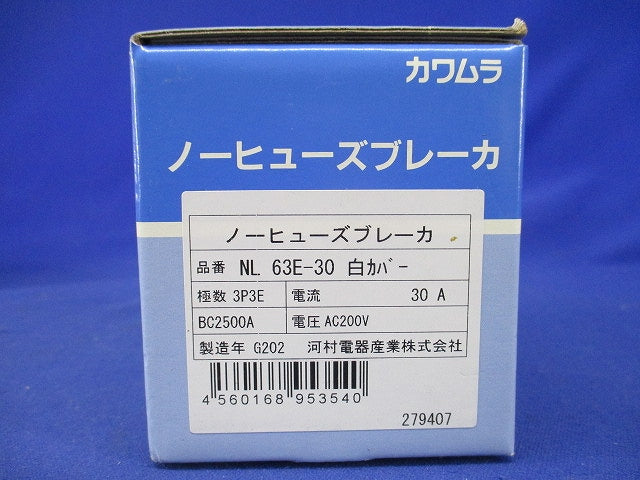 カワムラ
ノーヒューズブレーカ
ノーヒューズブレーカ
品番 NL 63E-30 白ｶﾊﾞｰ
極数 3P3E 電流 30 A
BC2500A 電圧 AC200V
製造年 G202 河村電器産業株式会社
4 560168 953540
279407